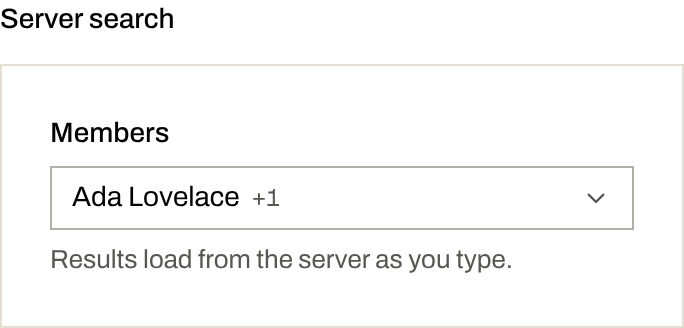 Server search
Members
Ada Lovelace +1
Results load from the server as you type.